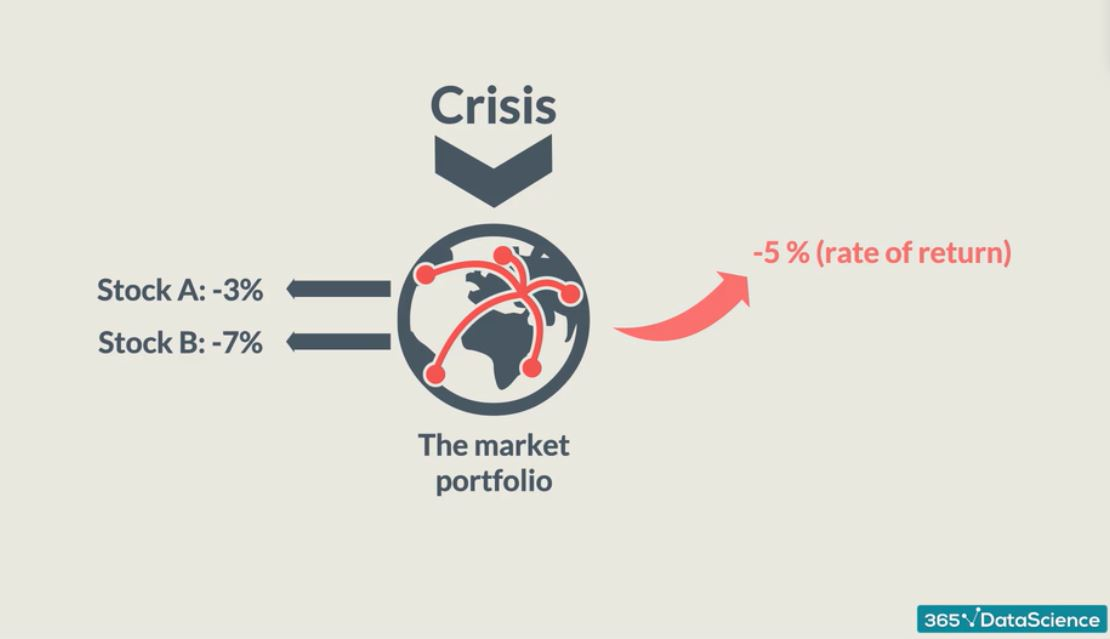 Crisis
-5 % (rate of return)
Stock A: -3%
Stock B: -7%
The market
portfolio
365 DataScience